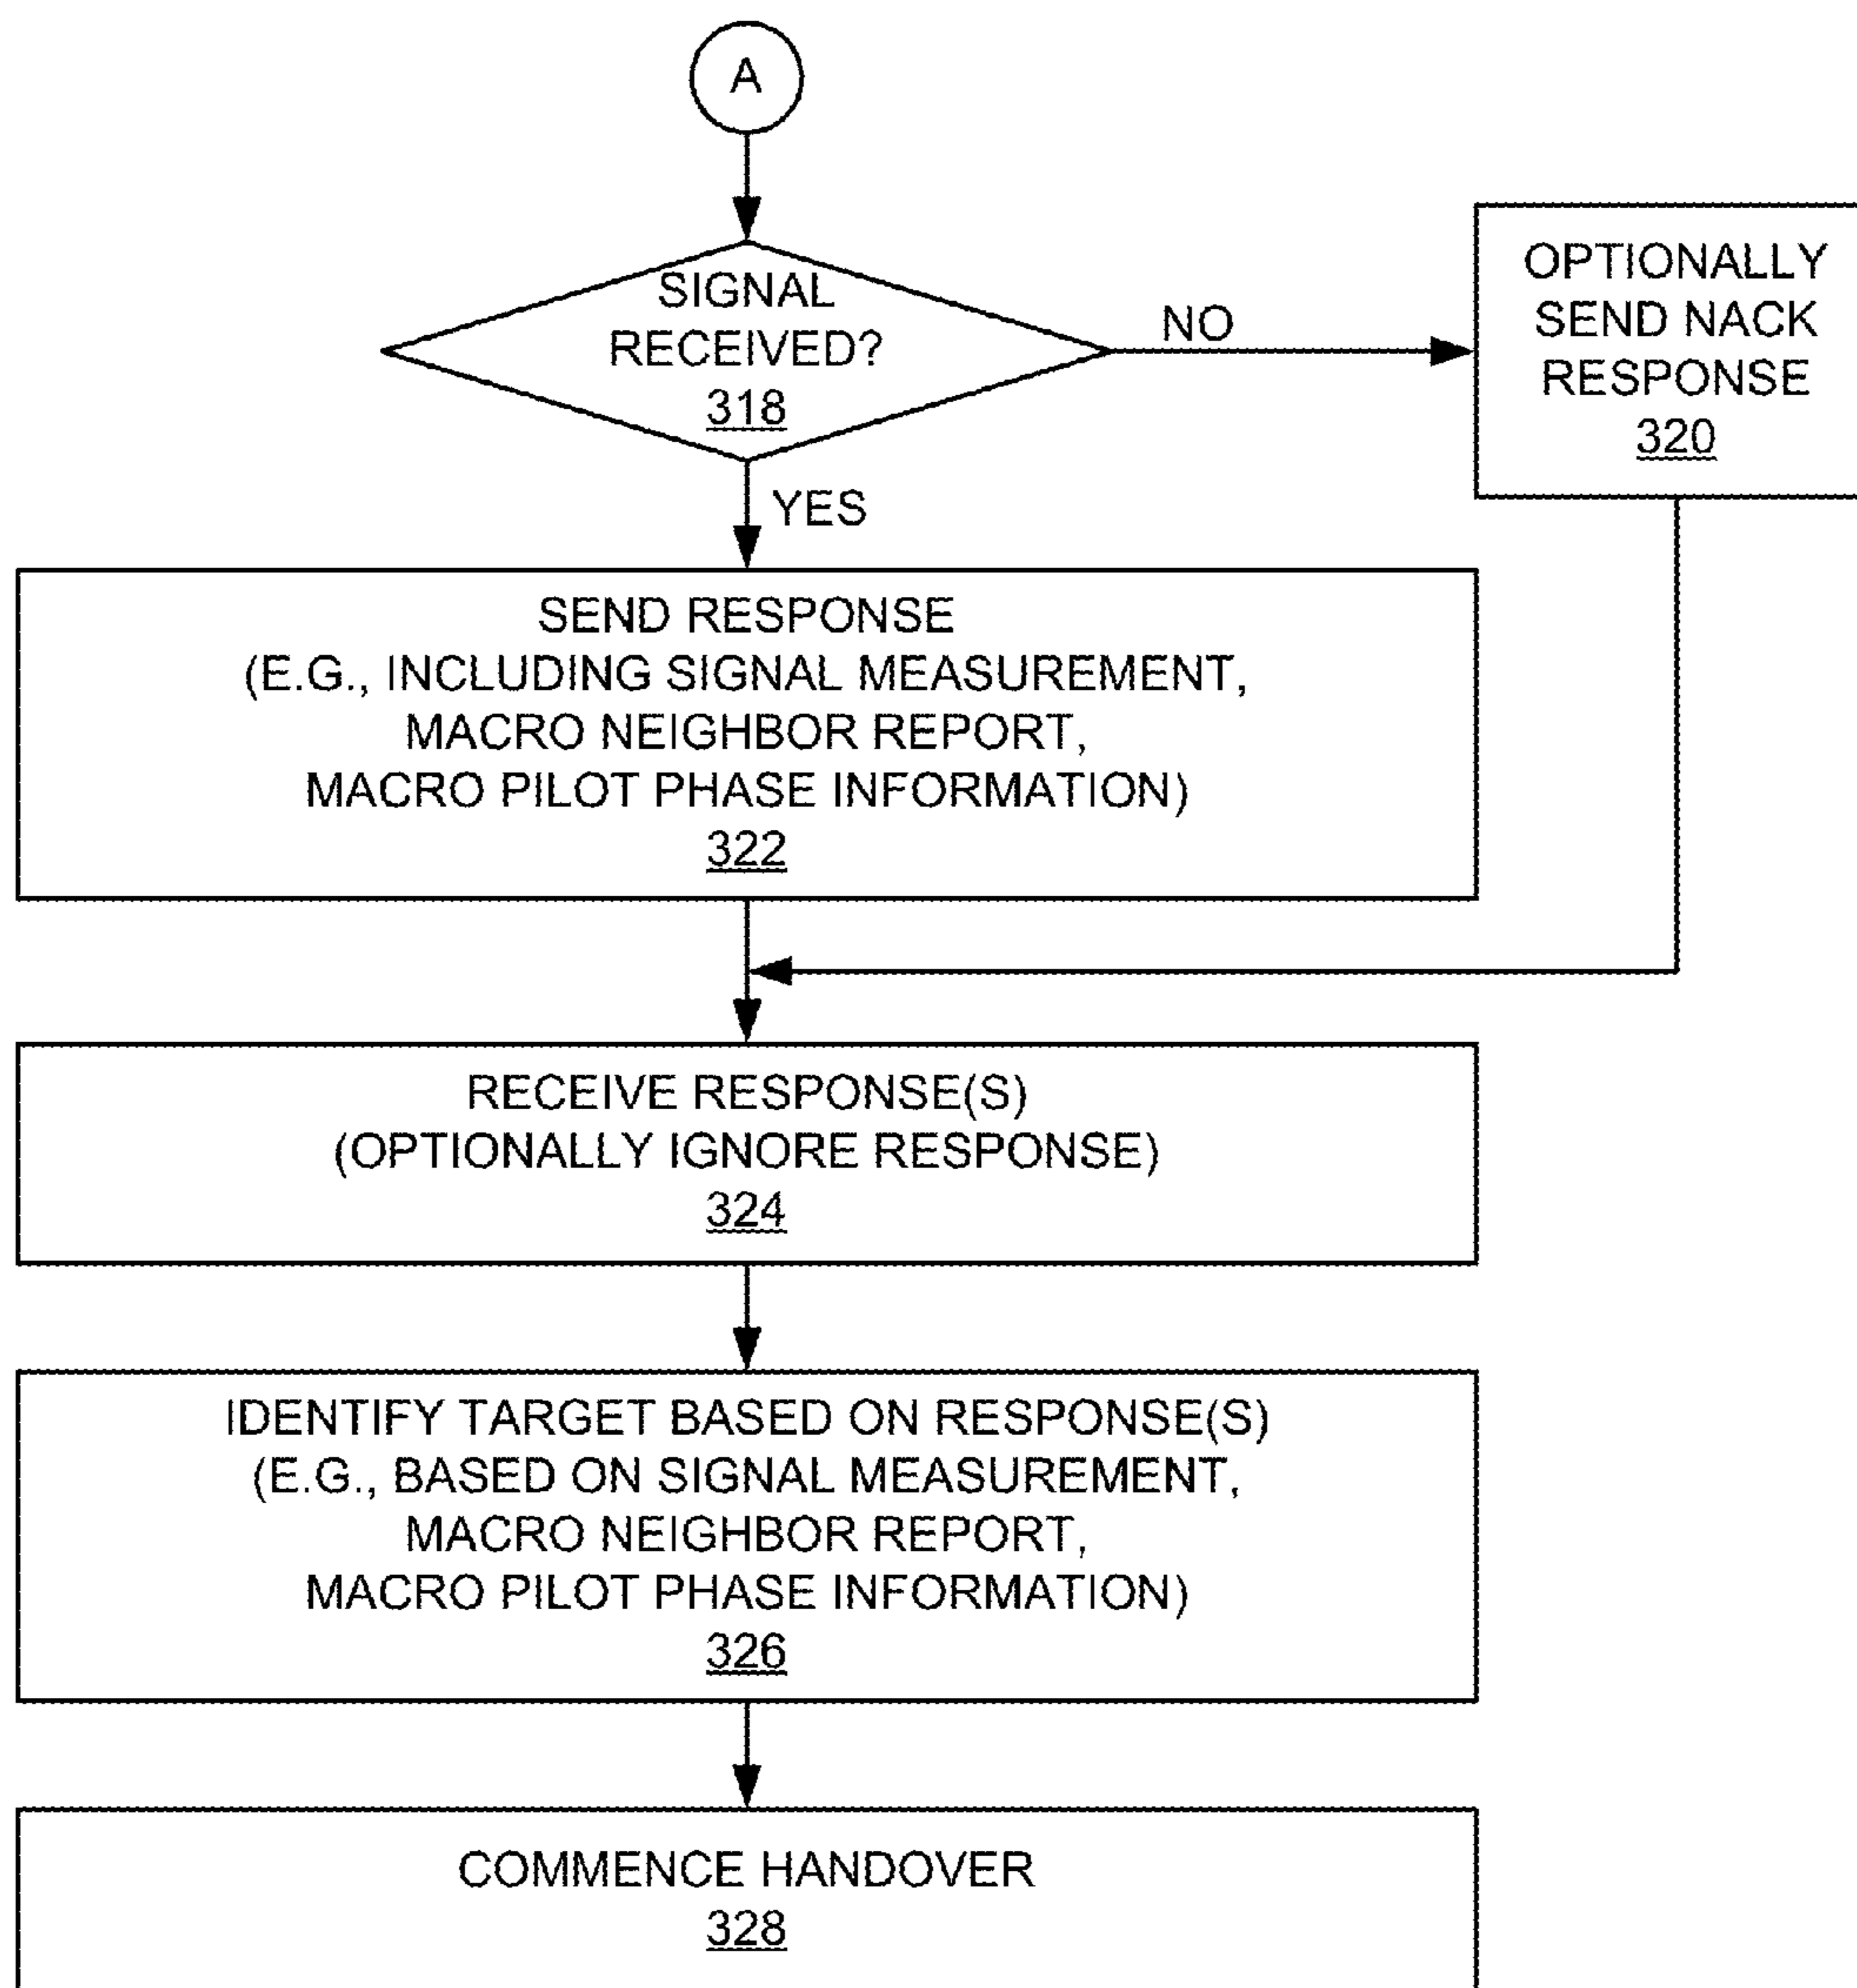 A
SIGNAL
RECEIVED?
318
NO
OPTIONALLY
SEND NACK
RESPONSE
320
YES
SEND RESPONSE
(E.G., INCLUDING SIGNAL MEASUREMENT,
MACRO NEIGHBOR REPORT,
MACRO PILOT PHASE INFORMATION)
322
RECEIVE RESPONSE(S)
(OPTIONALLY IGNORE RESPONSE)
324
IDENTIFY TARGET BASED ON RESPONSE(S)
(E.G., BASED ON SIGNAL MEASUREMENT,
MACRO NEIGHBOR REPORT,
MACRO PILOT PHASE INFORMATION)
326
COMMENCE HANDOVER
328